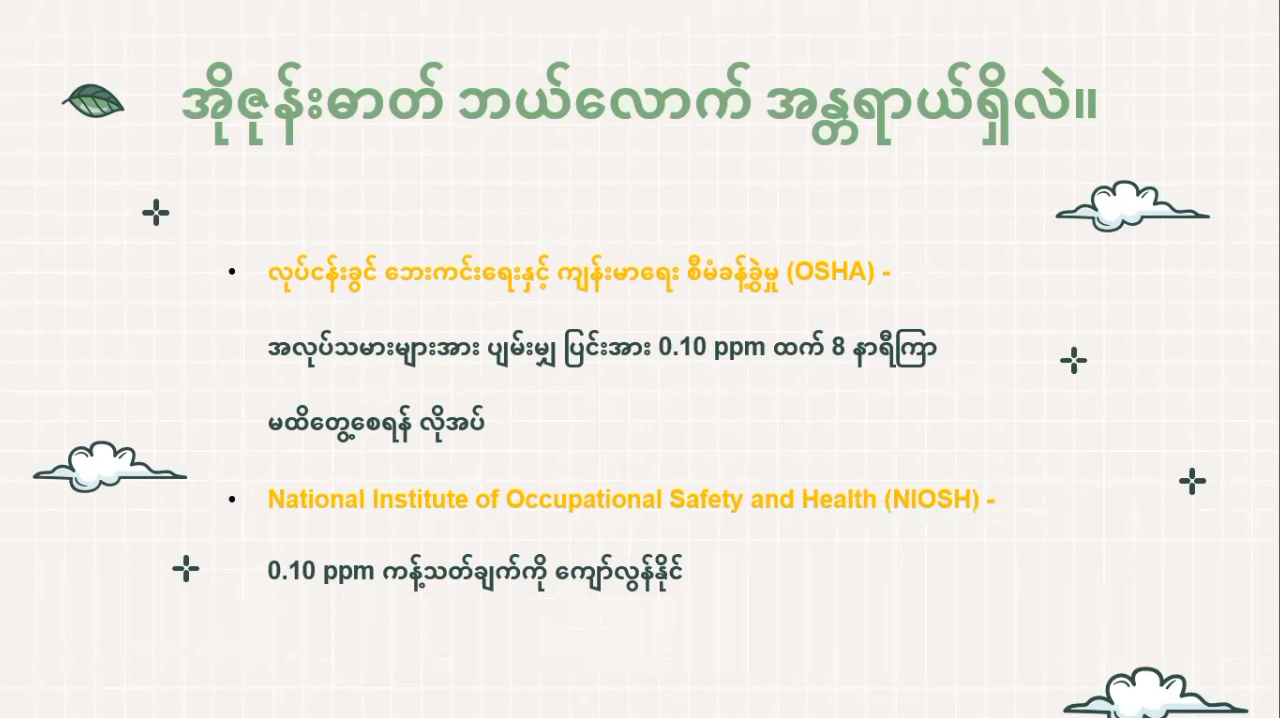 အိုဇုန်းဓာတ် ဘယ်လောက် အန္တရာယ်ရှိလဲ။
• လုပ်ငန်းခွင် ဘေးကင်းရေးနှင့် ကျန်းမာရေး စီမံခန့်ခွဲမှု (OSHA) -
အလုပ်သမားများအား ပျမ်းမျှ ပြင်းအား 0.10 ppm ထက် 8 နာရီကြာ
မထိတွေ့စေရန် လိုအပ်
• National Institute of Occupational Safety and Health (NIOSH) -
0.10 ppm ကန့်သတ်ချက်ကို ကျော်လွန်နိုင်